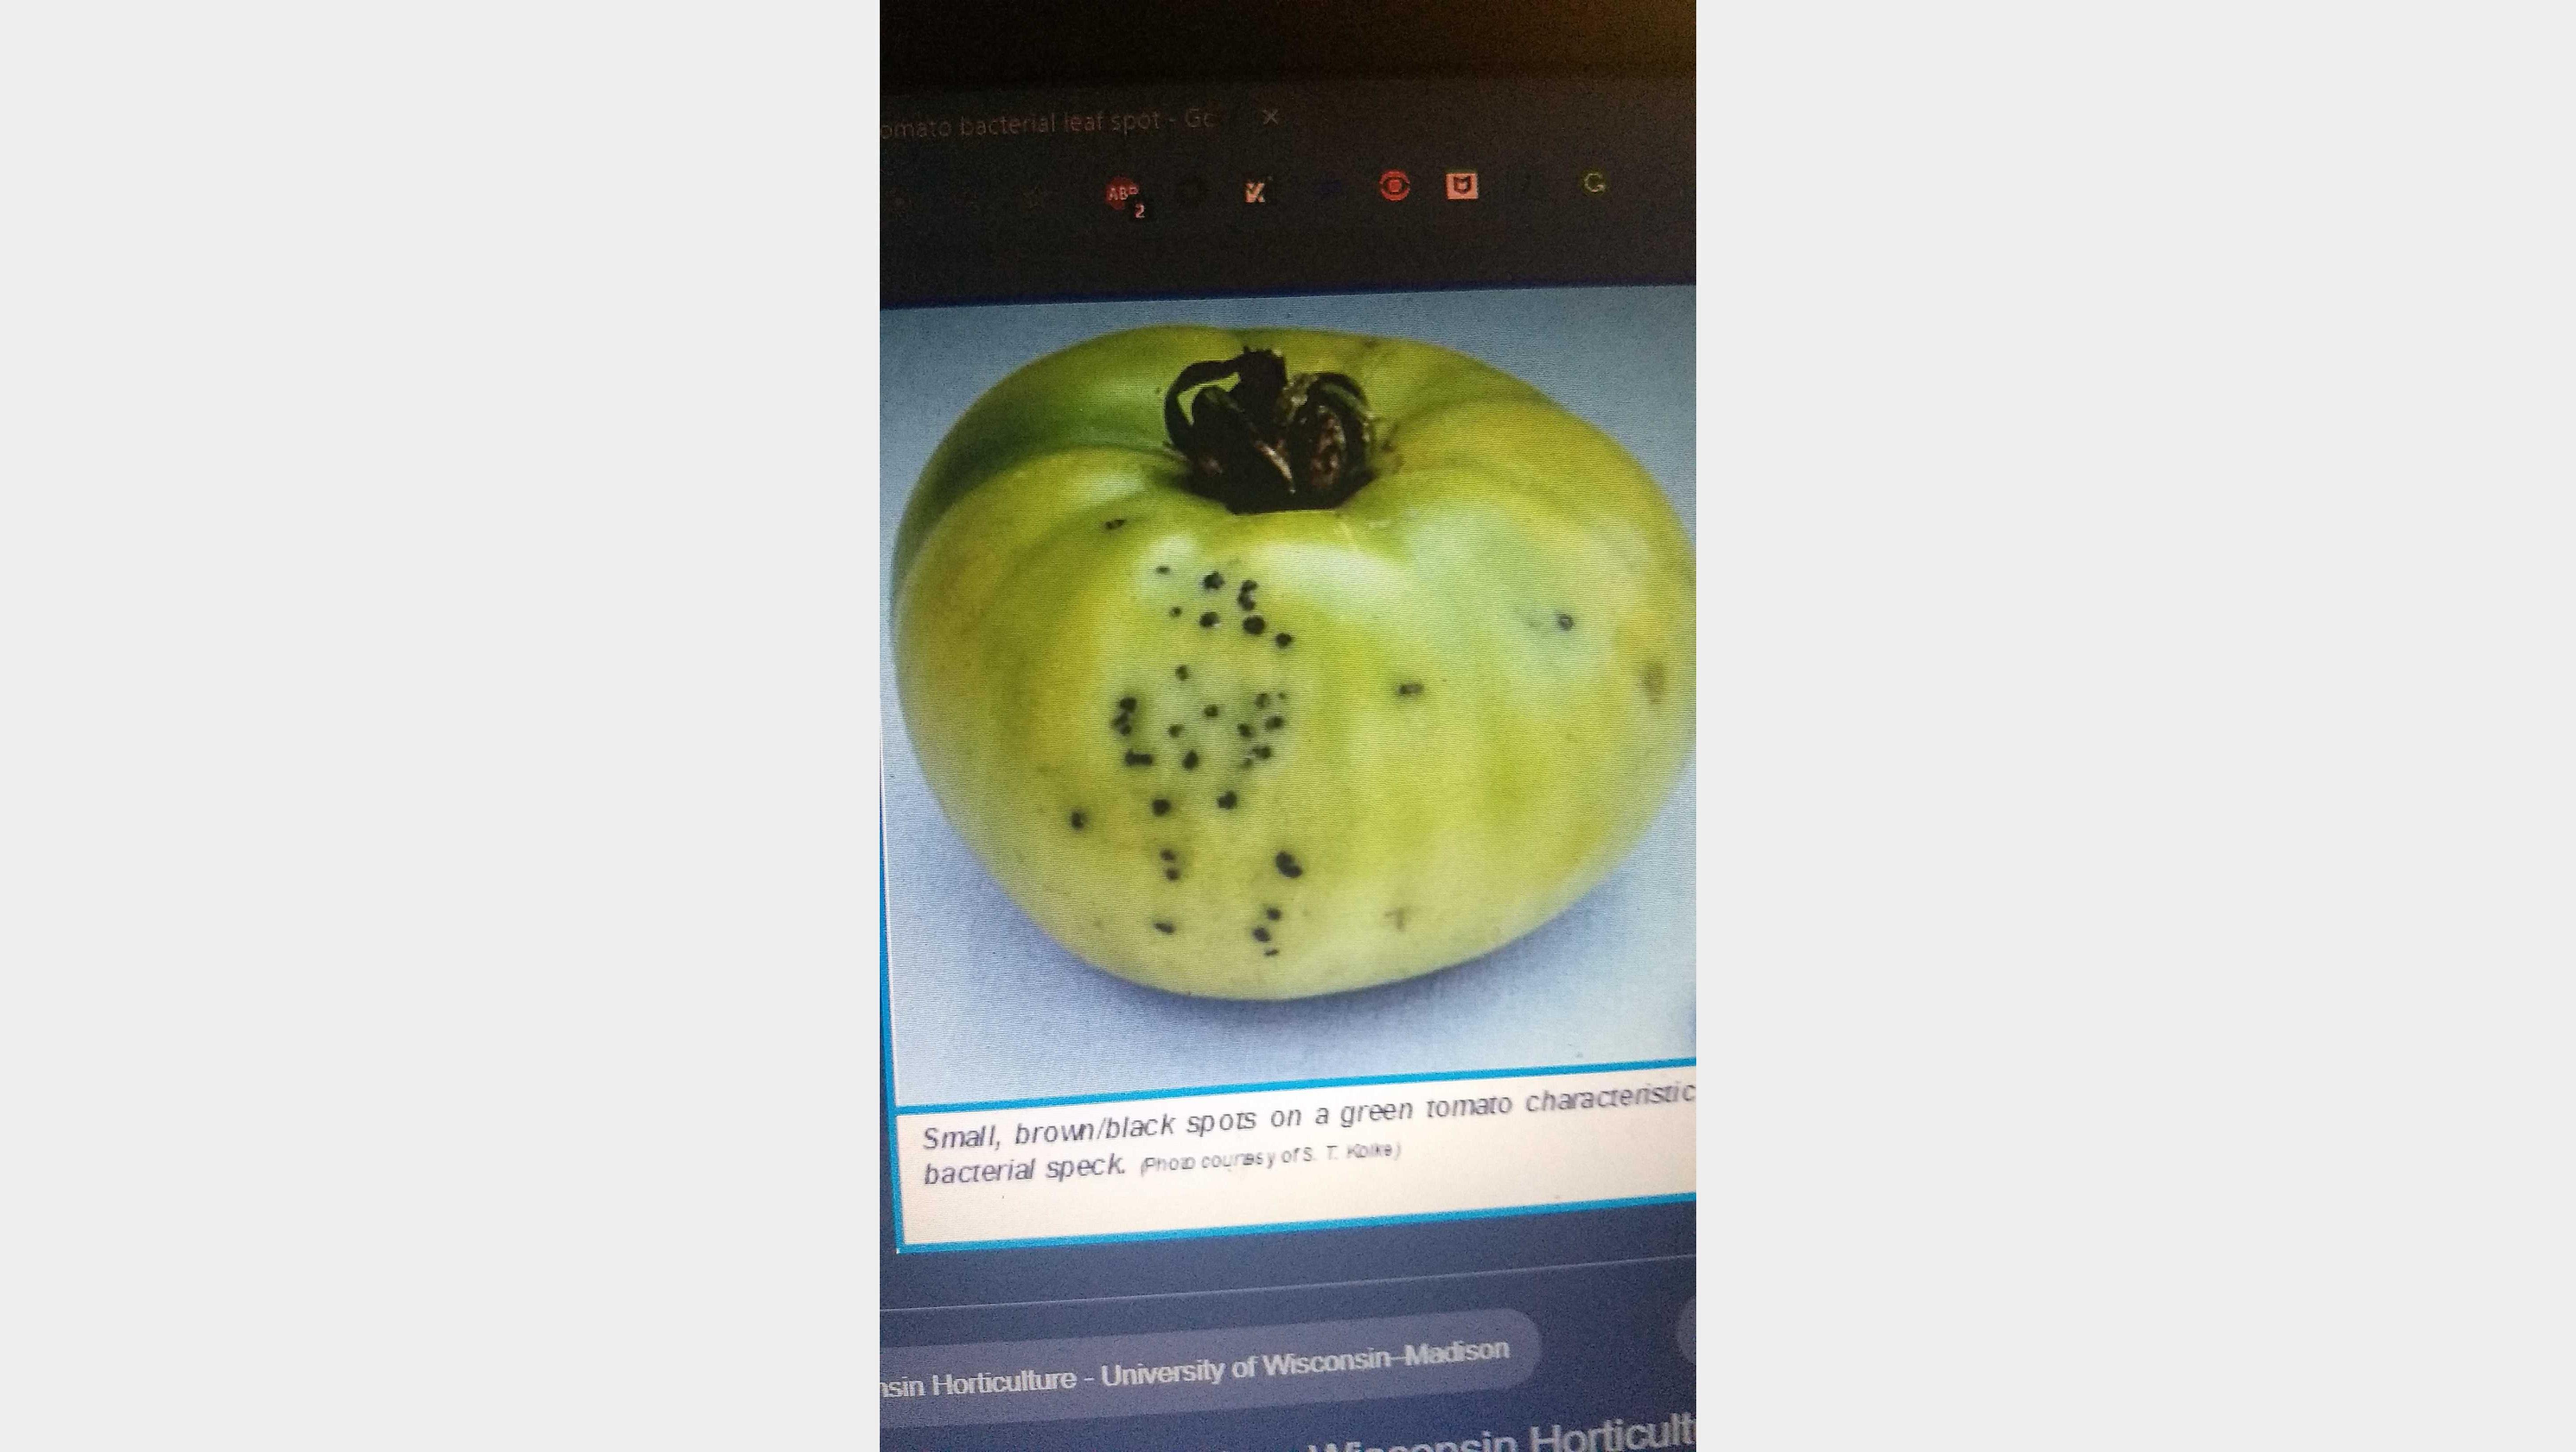 omato bacterial leaf spot - Gc
ABP
2
G
Small, brown/black spots on a green tomato characteristic
bacterial speck. (Photo courtesy of S. T. Koike)
nsin Horticulture - University of Wisconsin–Madison
Wisconsin Horticult